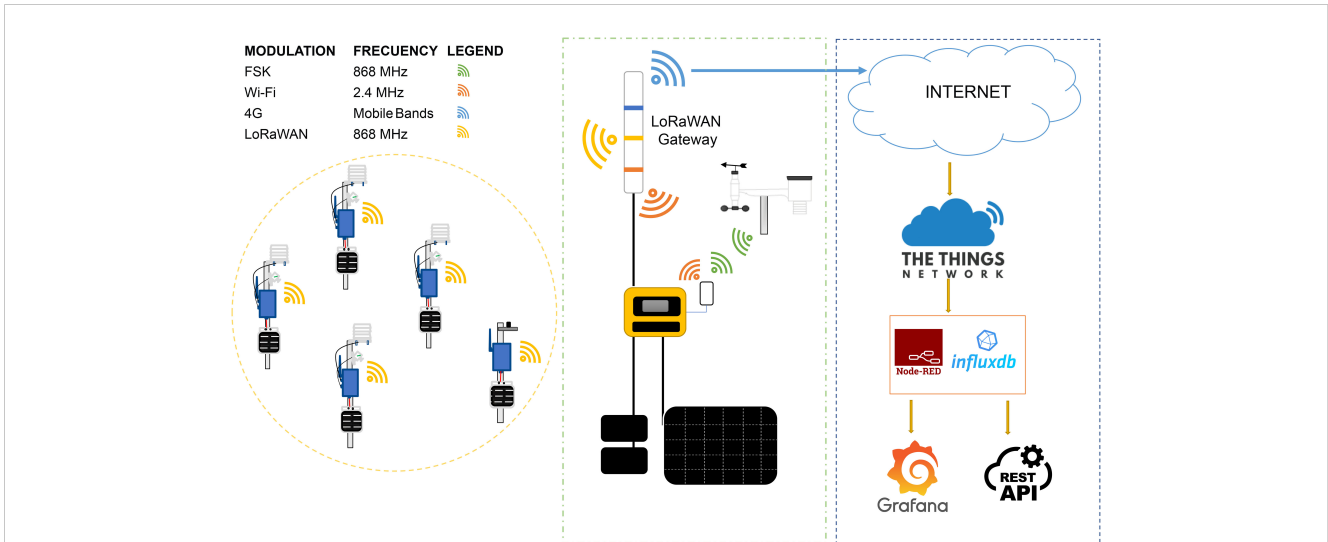 MODULATION FRECUENCY LEGEND
FSK 868 MHz
Wi-Fi 2.4 MHz
4G Mobile Bands
LoRaWAN 868 MHz
LoRaWAN
Gateway
INTERNET
THE THINGS
NETWORK
Node-RED
influxdb
Grafana
REST
API